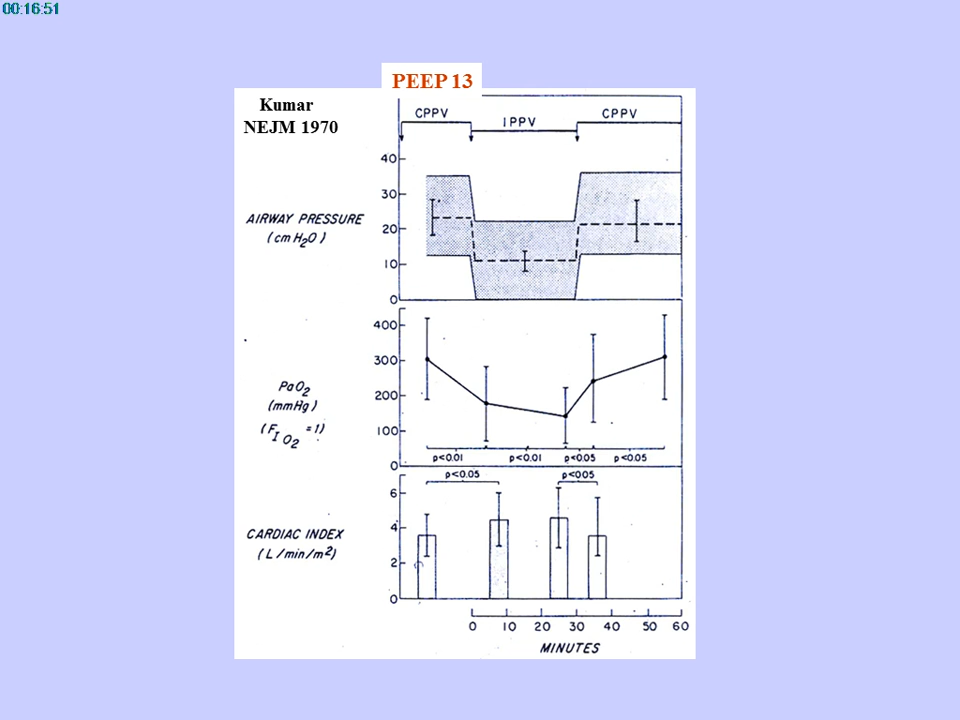 00:16:51
PEEP 13
Kumar
NEJM 1970
CPPV
IPPV
CPPV
AIRWAY PRESSURE
(cm H2O)
40
30
20
10
0
PaO2
(mmHg)
(FIO2 = 1)
400
300
200
100
0
p<0.01
p<0.01
p<0.05
p<0.05
CARDIAC INDEX
(L/min/m2)
6
4
2
0
p<0.05
p<005
0 10 20 30 40 50 60
MINUTES